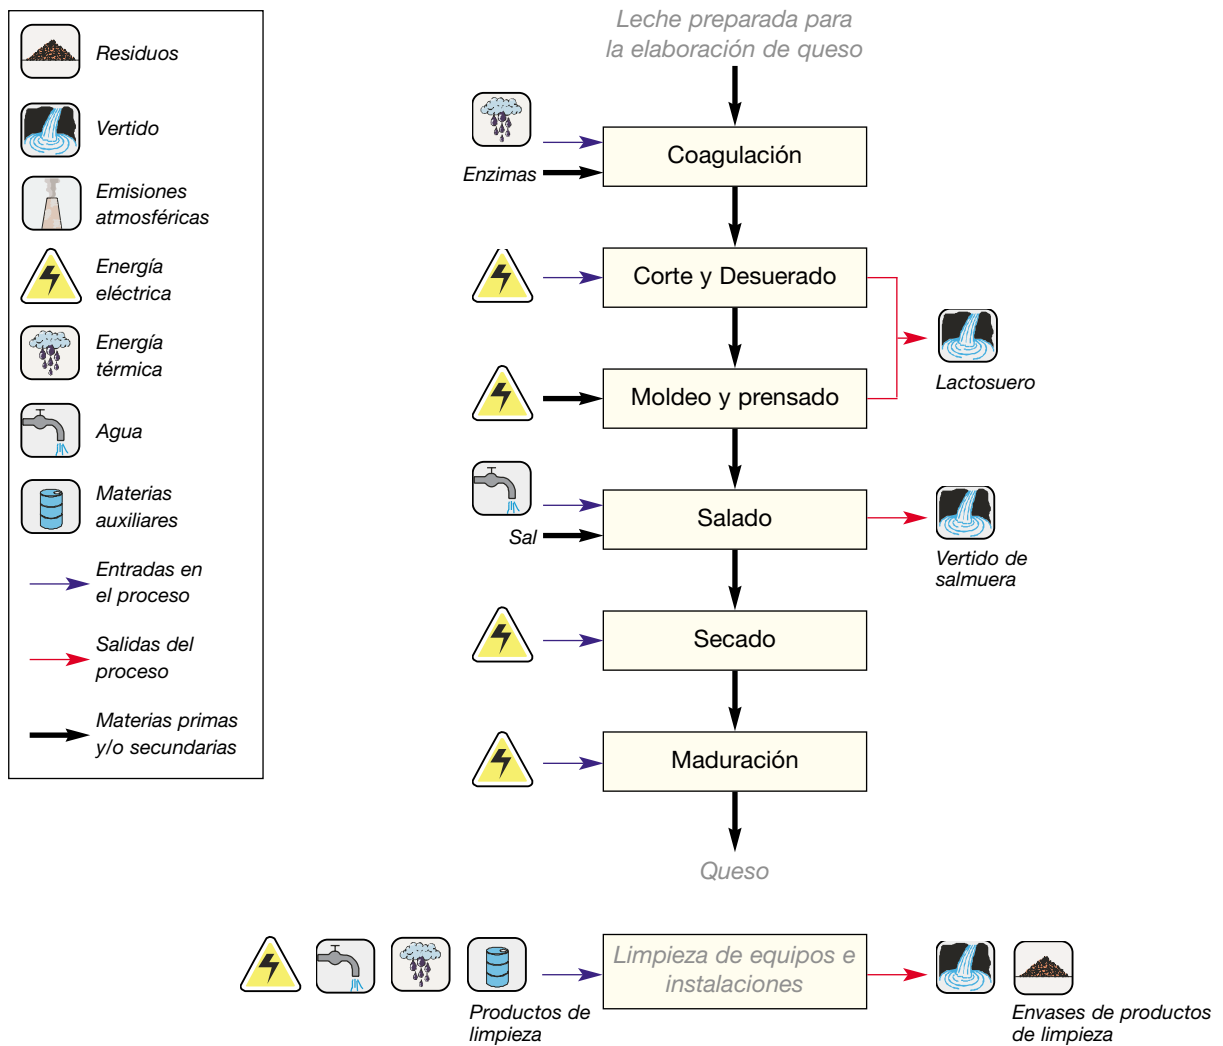 Residuos
Vertido
Emisiones
atmosféricas
Energía
eléctrica
Energía
térmica
Agua
Materias
auxiliares
Entradas en
el proceso
Salidas del
proceso
Materias primas
y/o secundarias
Leche preparada para
la elaboración de queso
Coagulación
Enzimas
Corte y Desuerado
Lactosuero
Moldeo y prensado
Salado
Sal
Vertido de
salmuera
Secado
Maduración
Queso
Limpieza de equipos e
instalaciones
Productos de
limpieza
Envases de productos
de limpieza